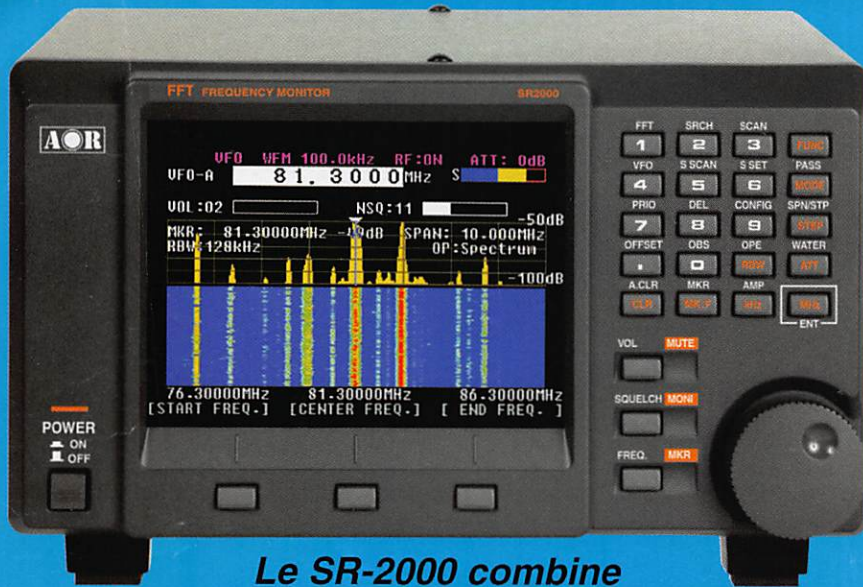 FFT FREQUENCY MONITOR SR2000
AOR
VFO WFM 100.0kHz RF:ON ATT: 0dB
VFO-A 81.3000MHz S
VOL:02 NSQ:11 -50dB
MKR: 81.30000MHz dB SPAN: 10.000MHz
RBW:128kHz OP:Spectrum
-100dB
76.30000MHz 81.30000MHz 86.30000MHz
[START FREQ.] [CENTER FREQ.] [ END FREQ. ]
POWER
ON
OFF
FFT SRCH SCAN
1 2 3 FUNC
VFO S SCAN S SET PASS
4 5 6 MODE
PRIO DEL CONFIG SPN/STP
7 8 9 STEP
OFFSET OBS OPE WATER
. 0 RBW ATT
A.CLR MKR AMP
CLR MK.F kHz MHz
ENT
VOL MUTE
SQUELCH MONI
FREQ. MKR
Le SR-2000 combine